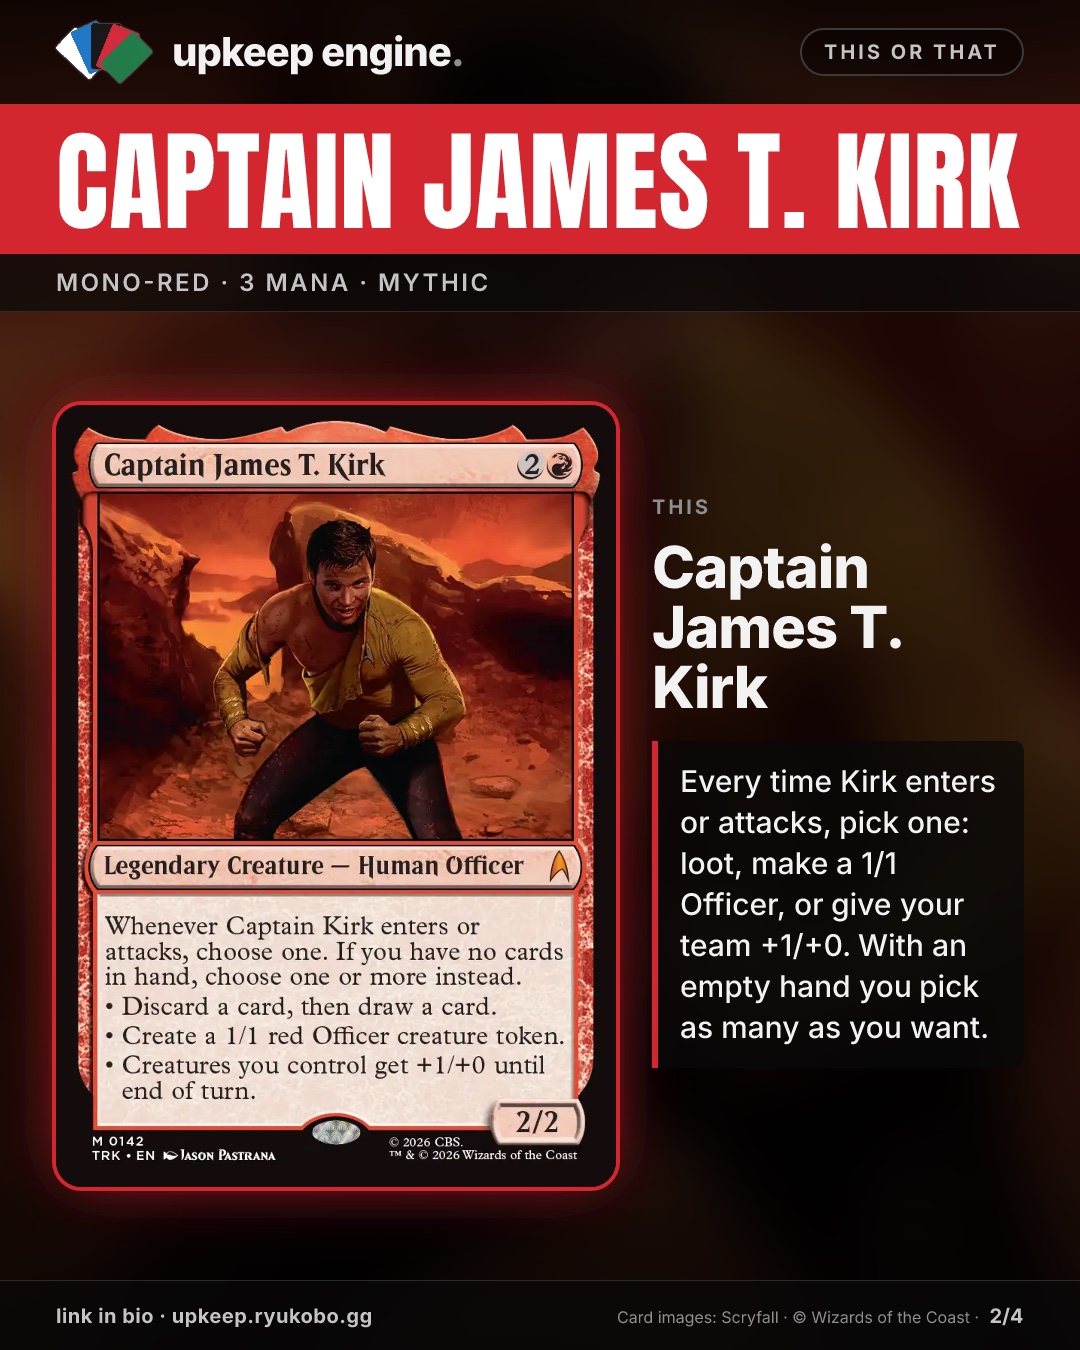 upkeep engine.
THIS OR THAT
CAPTAIN JAMES T. KIRK
MONO-RED · 3 MANA · MYTHIC
Captain James T. Kirk 2
Legendary Creature — Human Officer
Whenever Captain Kirk enters or
attacks, choose one. If you have no cards
in hand, choose one or more instead.
• Discard a card, then draw a card.
• Create a 1/1 red Officer creature token.
• Creatures you control get +1/+0 until
end of turn.
2/2
M 0142
TRK • EN JASON PASTRANA
© 2026 CBS.
™ & © 2026 Wizards of the Coast
THIS
Captain
James T.
Kirk
Every time Kirk enters
or attacks, pick one:
loot, make a 1/1
Officer, or give your
team +1/+0. With an
empty hand you pick
as many as you want.
link in bio · upkeep.ryukobo.gg
Card images: Scryfall · © Wizards of the Coast · 2/4